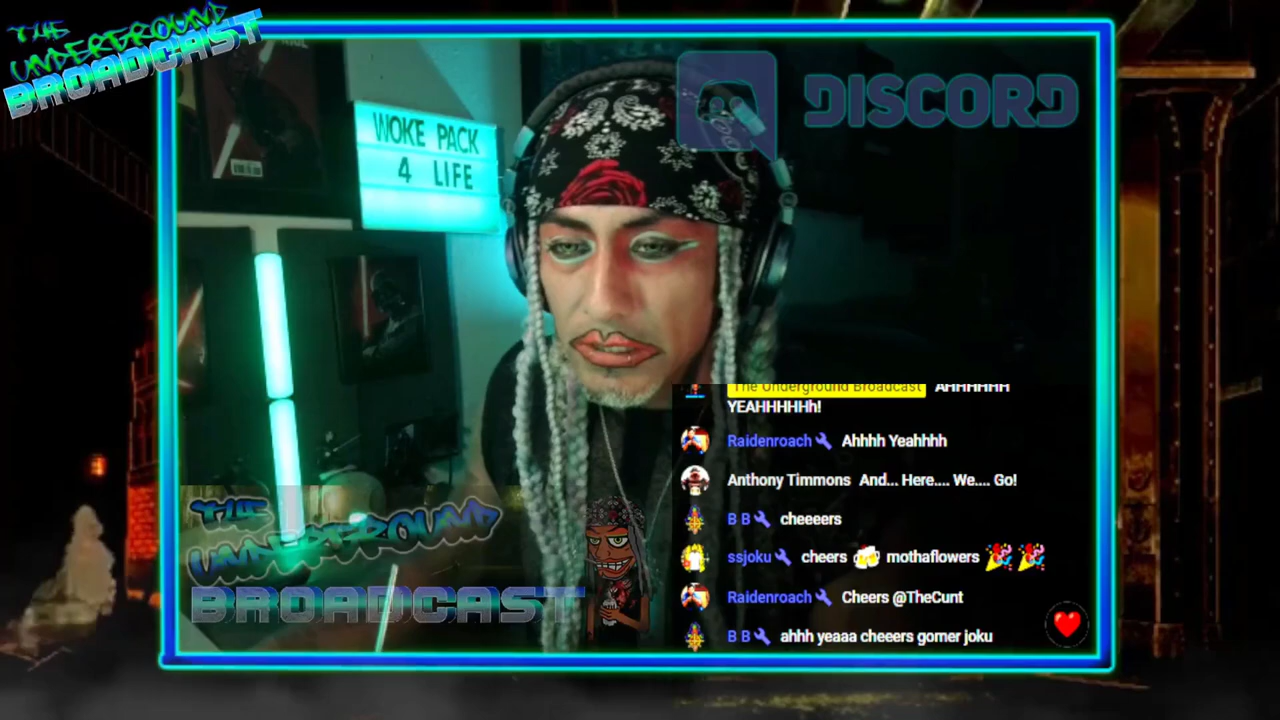 THE
UNDERGROUND
BROADCAST
WOKE PACK
4 LIFE
DISCORD
The Underground Broadcast AHHHHHH
YEAHHHHHh!
Raidenroach Ahhhh Yeahhhh
Anthony Timmons And... Here.... We.... Go!
B B cheeeers
ssjoku cheers 🍻 mothaflowers 🎉 🎉
Raidenroach Cheers @TheCunt
B B ahhh yeaaa cheeers gomer joku
THE
UNDERGROUND
BROADCAST